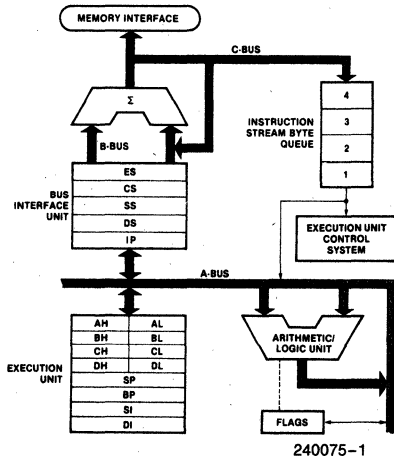 MEMORY INTERFACE
C-BUS
Σ
B-BUS
INSTRUCTION
STREAM BYTE
QUEUE
4
3
2
1
BUS
INTERFACE
UNIT
ES
CS
SS
DS
IP
EXECUTION UNIT
CONTROL
SYSTEM
A-BUS
EXECUTION
UNIT
AH AL
BH BL
CH CL
DH DL
SP
BP
SI
DI
ARITHMETIC/
LOGIC UNIT
FLAGS
240075-1